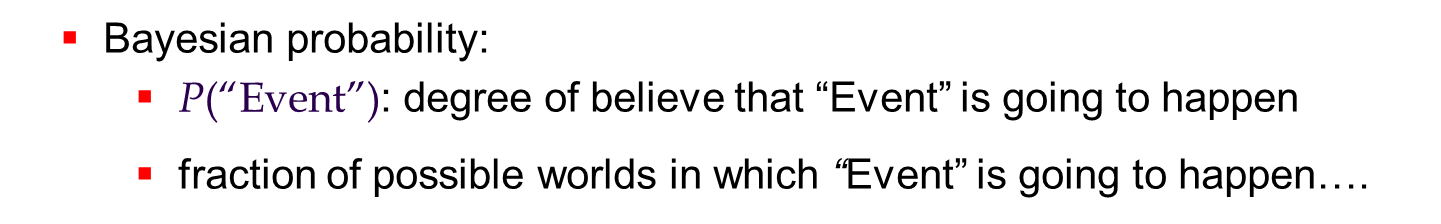 ▪ Bayesian probability:
▪ P(“Event”): degree of believe that “Event” is going to happen
▪ fraction of possible worlds in which “Event” is going to happen….